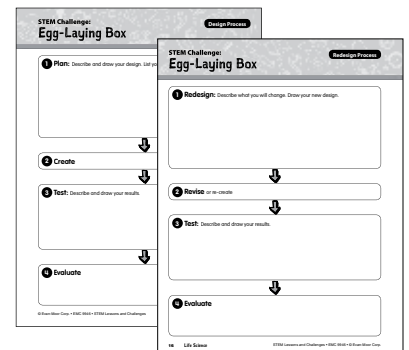 STEM Challenge:
Egg-Laying Box
Design Process
1 Plan: Describe and draw your design. List yo
2 Create
3 Test: Describe and draw your results.
4 Evaluate
© Evan-Moor Corp. • EMC 9946 • STEM Lessons and Challenges
STEM Challenge:
Egg-Laying Box
Redesign Process
1 Redesign: Describe what you will change. Draw your new design.
2 Revise or re-create
3 Test: Describe and draw your results.
4 Evaluate
Life Science
STEM Lessons and Challenges • EMC 9946 • © Evan-Moor Corp.